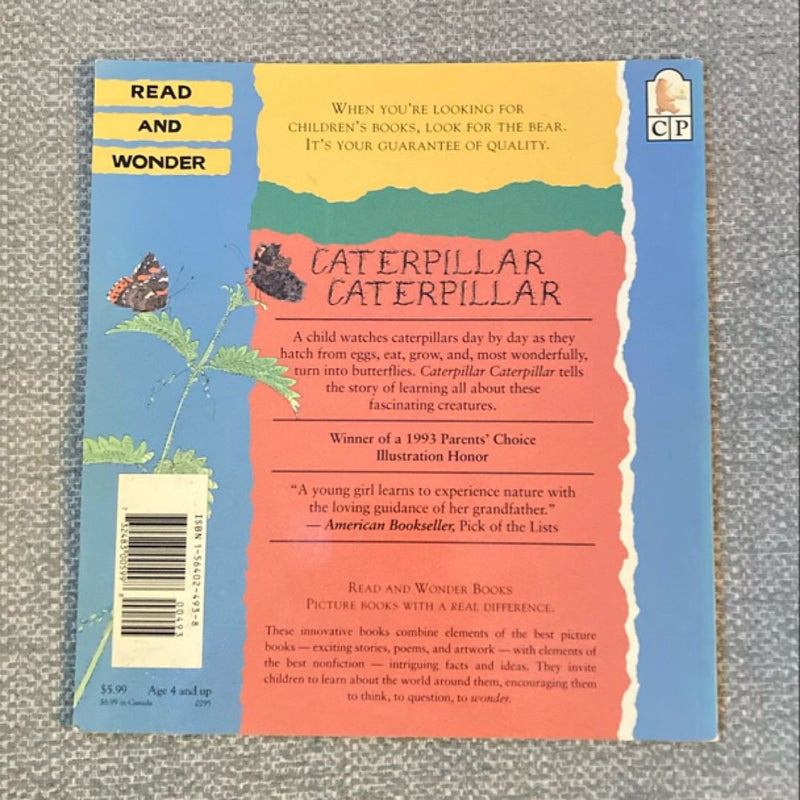 READ
AND
WONDER
WHEN YOU'RE LOOKING FOR
CHILDREN'S BOOKS, LOOK FOR THE BEAR.
IT'S YOUR GUARANTEE OF QUALITY.
CP
CATERPILLAR
CATERPILLAR
A child watches caterpillars day by day as they
hatch from eggs, eat, grow, and, most wonderfully,
turn into butterflies. Caterpillar Caterpillar tells
the story of learning all about these
fascinating creatures.
Winner of a 1993 Parents' Choice
Illustration Honor
“A young girl learns to experience nature with
the loving guidance of her grandfather.”
— American Bookseller, Pick of the Lists
READ AND WONDER BOOKS
PICTURE BOOKS WITH A REAL DIFFERENCE.
These innovative books combine elements of the best picture
books — exciting stories, poems, and artwork — with elements of
the best nonfiction — intriguing facts and ideas. They invite
children to learn about the world around them, encouraging them
to think, to question, to wonder.
ISBN 1-56402-493-8
00493
$5.99 Age 4 and up
$6.99 in Canada 0295